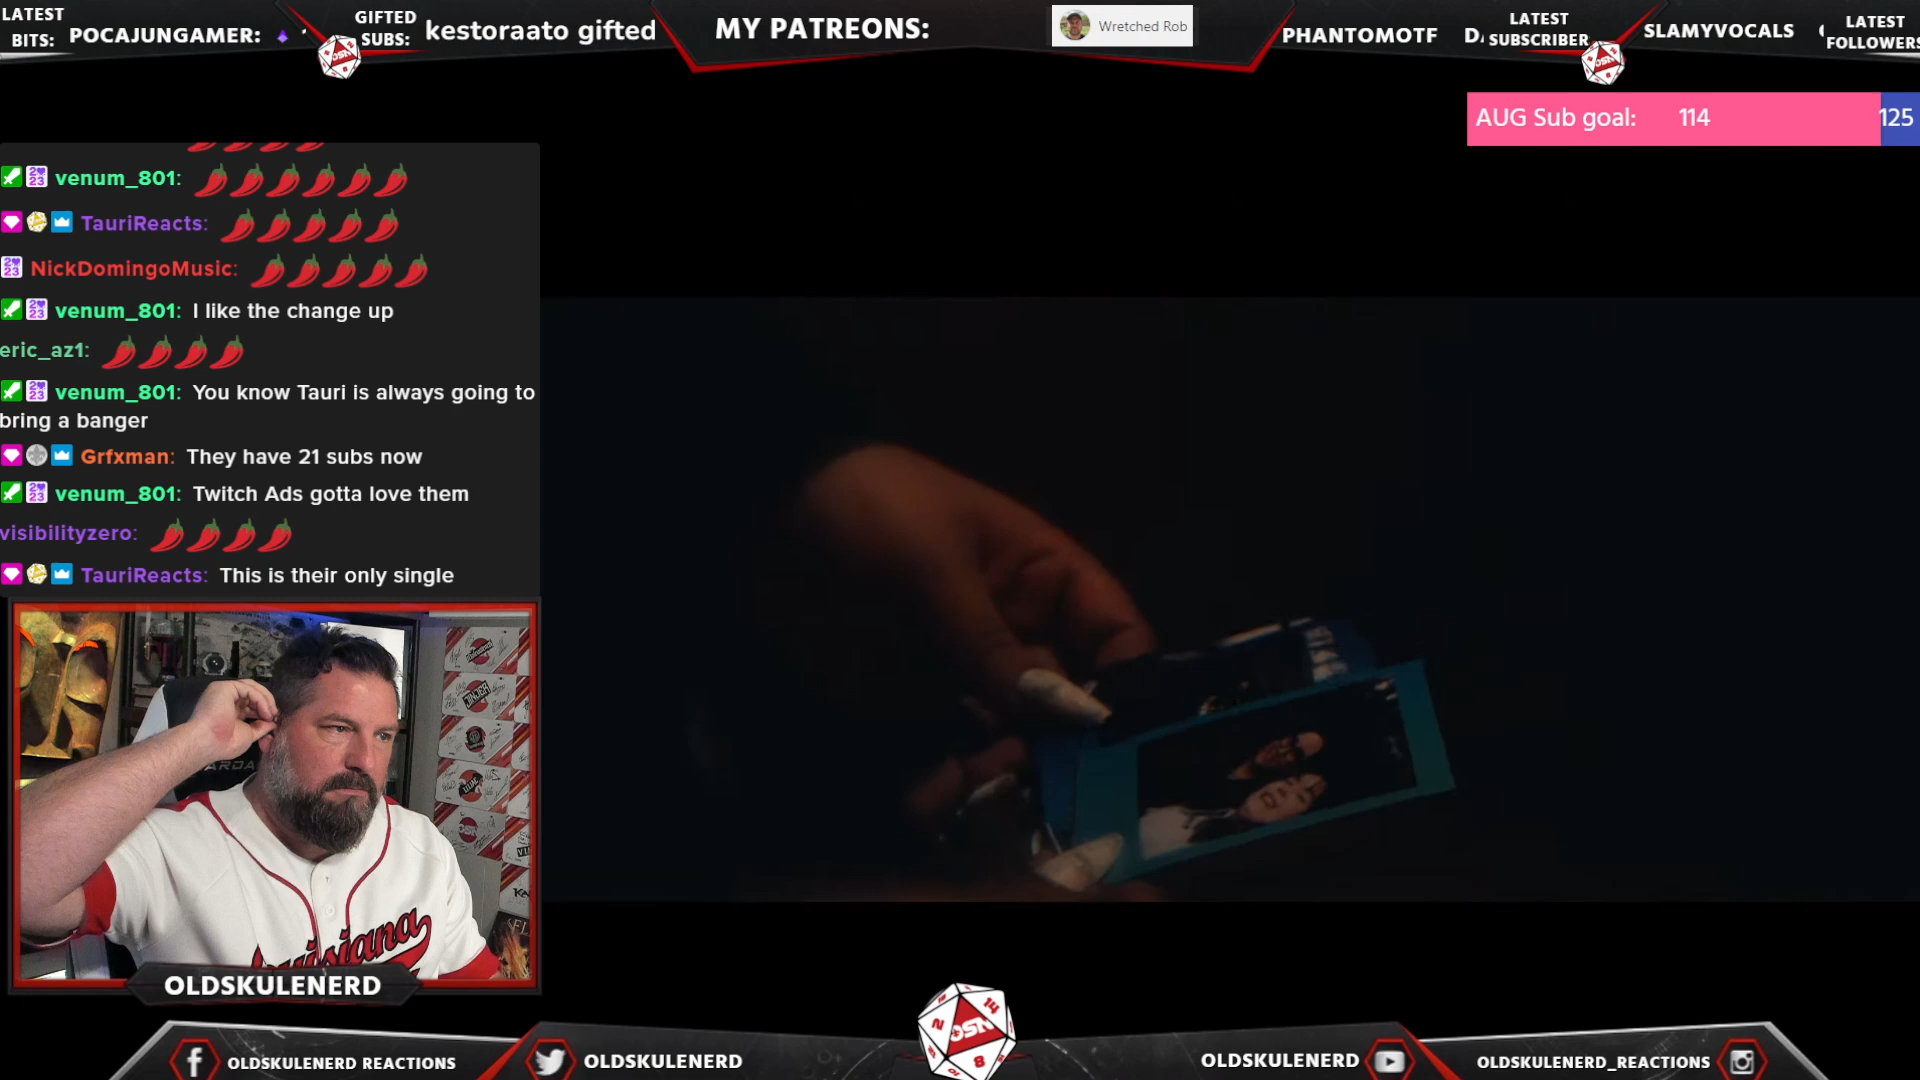 LATEST
BITS:
POCAJUNGAMER:
GIFTED
SUBS:
kestoraato gifted
MY PATREONS:
Wretched Rob
PHANTOMOTF
LATEST
SUBSCRIBER
SLAMYVOCALS
LATEST
FOLLOWERS
AUG Sub goal: 114 125
venum_801:
TauriReacts:
NickDomingoMusic:
venum_801: I like the change up
eric_az1:
venum_801: You know Tauri is always going to
bring a banger
Grfxman: They have 21 subs now
venum_801: Twitch Ads gotta love them
visibilityzero:
TauriReacts: This is their only single
OLDSKULENERD
OSN
14
8
OLDSKULENERD REACTIONS
OLDSKULENERD
OLDSKULENERD
OLDSKULENERD_REACTIONS